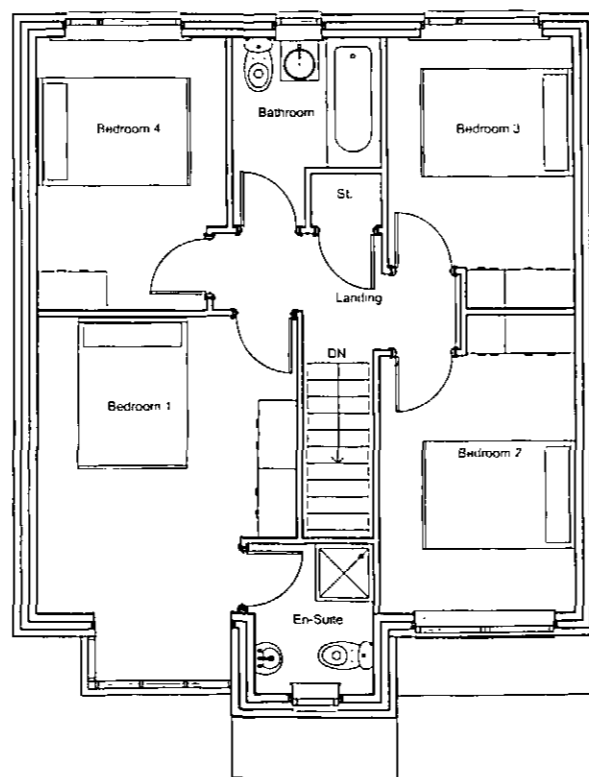 Bedroom 4
Bathroom
Bedroom 3
St.
Landing
DN
Bedroom 1
Bedroom 2
En-Suite